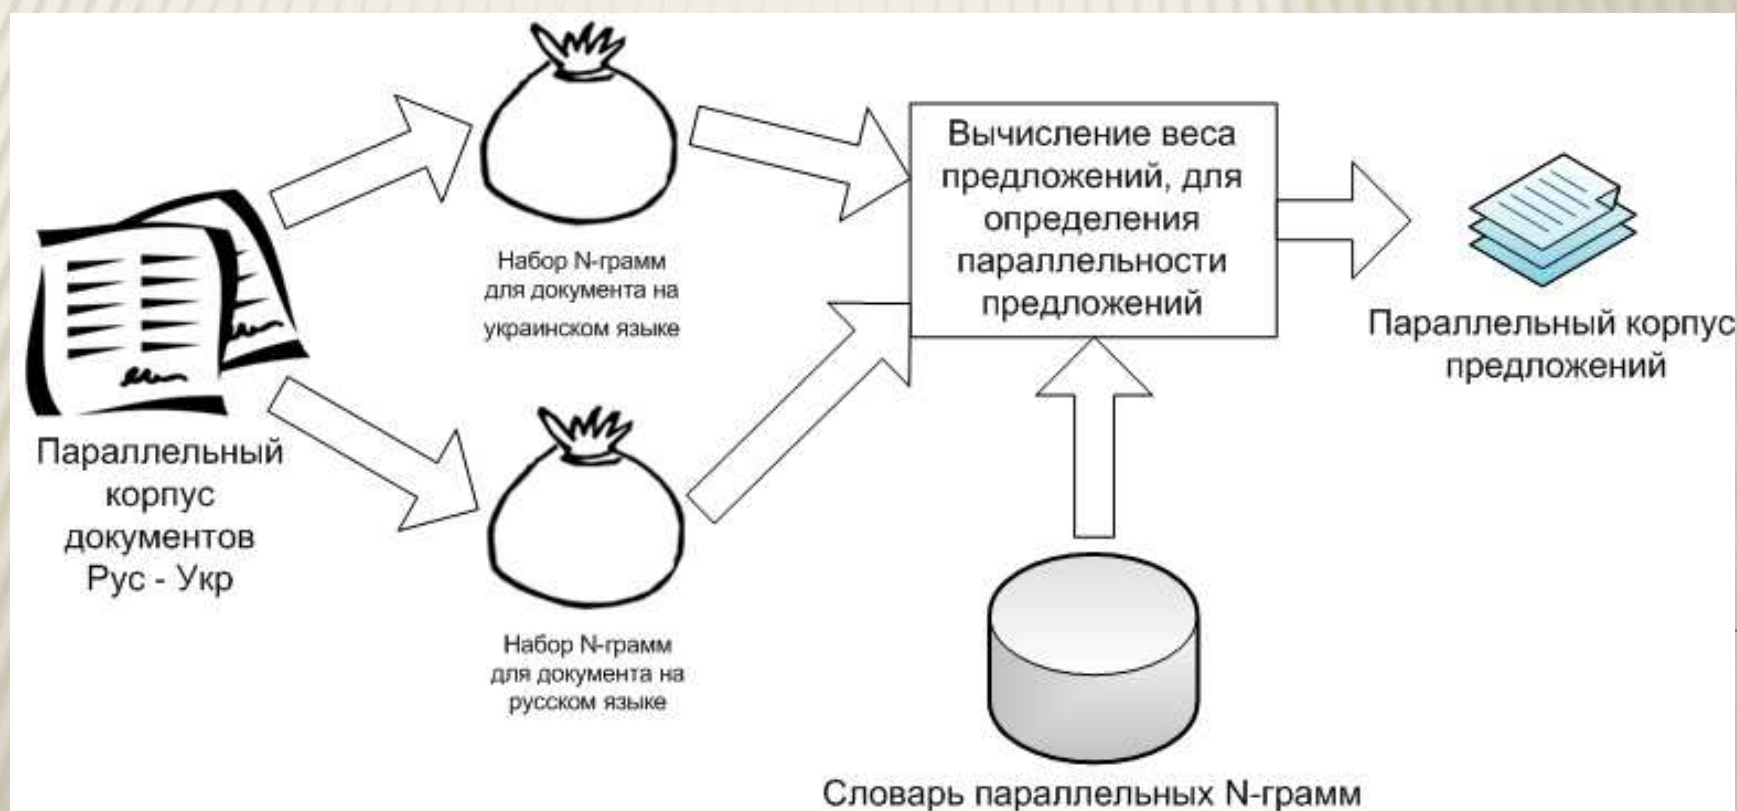 Параллельный
корпус
документов
Рус - Укр
Набор N-грамм
для документа на
украинском языке
Набор N-грамм
для документа на
русском языке
Вычисление веса
предложений, для
определения
параллельности
предложений
Словарь параллельных N-грамм
Параллельный корпус
предложений